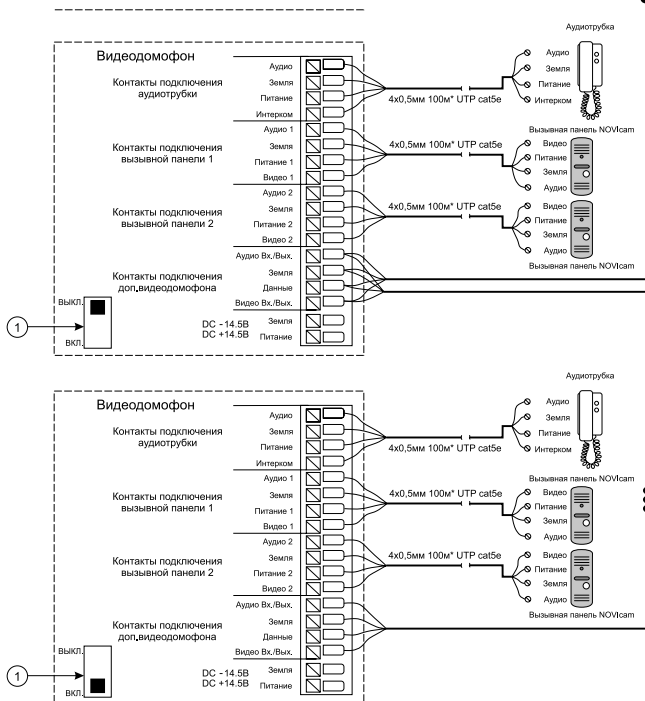 Аудиотрубка
Видеодомофон
Контакты подключения
аудиотрубки
Аудио
Земля
Питание
Интерком
4х0,5мм 100м* UTP cat5e
Аудио
Земля
Питание
Интерком
Вызывная панель NOVIcam
Контакты подключения
вызывной панели 1
Аудио 1
Земля
Питание 1
Видео 1
4х0,5мм 100м* UTP cat5e
Видео
Питание
Земля
Аудио
Контакты подключения
вызывной панели 2
Аудио 2
Земля
Питание 2
Видео 2
4х0,5мм 100м* UTP cat5e
Видео
Питание
Земля
Аудио
Вызывная панель NOVIcam
Контакты подключения
доп.видеодомофона
Аудио Вх./Вых.
Земля
Данные
Видео Вх./Вых.
ВЫКЛ.
1
ВКЛ.
DC -14.5В
DC +14.5В
Земля
Питание
Аудиотрубка
Видеодомофон
Контакты подключения
аудиотрубки
Аудио
Земля
Питание
Интерком
4х0,5мм 100м* UTP cat5e
Аудио
Земля
Питание
Интерком
Вызывная панель NOVIcam
Контакты подключения
вызывной панели 1
Аудио 1
Земля
Питание 1
Видео 1
4х0,5мм 100м* UTP cat5e
Видео
Питание
Земля
Аудио
Контакты подключения
вызывной панели 2
Аудио 2
Земля
Питание 2
Видео 2
4х0,5мм 100м* UTP cat5e
Видео
Питание
Земля
Аудио
Вызывная панель NOVIcam
Контакты подключения
доп.видеодомофона
Аудио Вх./Вых.
Земля
Данные
Видео Вх./Вых.
ВЫКЛ.
1
ВКЛ.
DC -14.5В
DC +14.5В
Земля
Питание